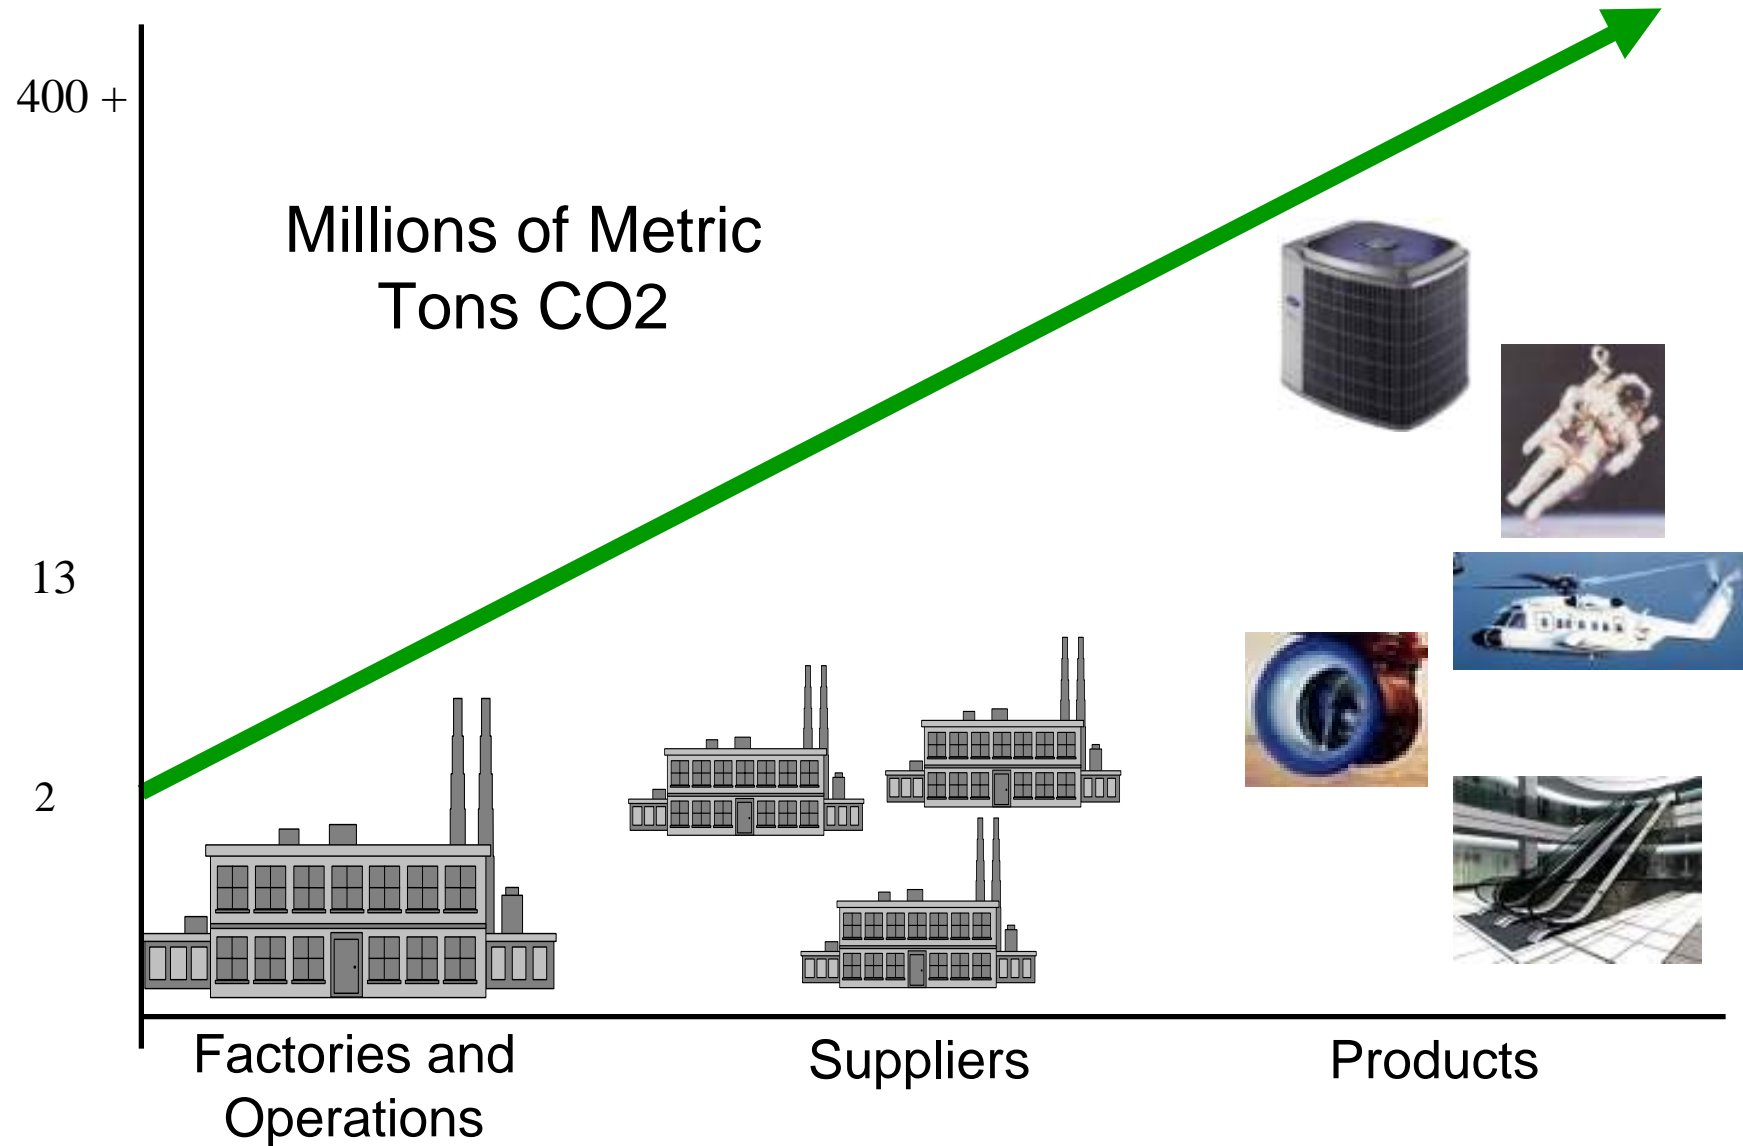 400 +
Millions of Metric
Tons CO2
13
2
Factories and
Operations
Suppliers
Products